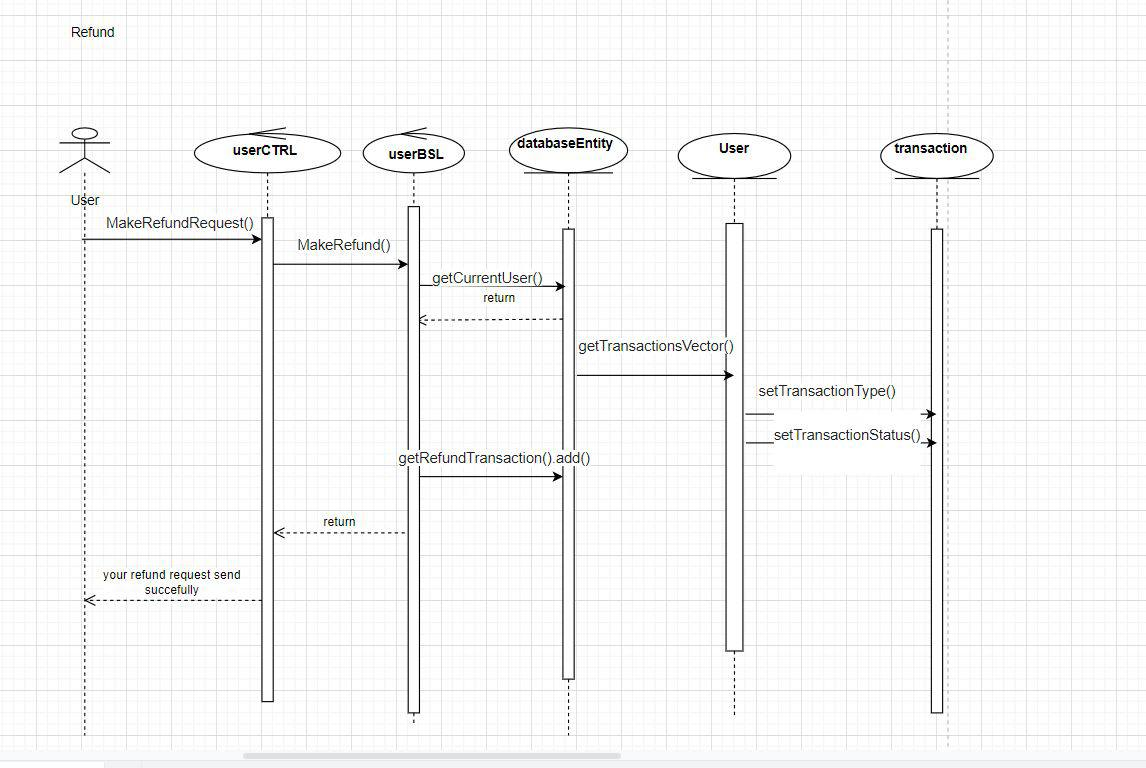 Refund
userCTRL
userBSL
databaseEntity
User
transaction
User
MakeRefundRequest()
MakeRefund()
getCurrentUser()
return
getTransactionsVector()
setTransactionType()
setTransactionStatus()
getRefundTransaction().add()
return
your refund request send
succefully